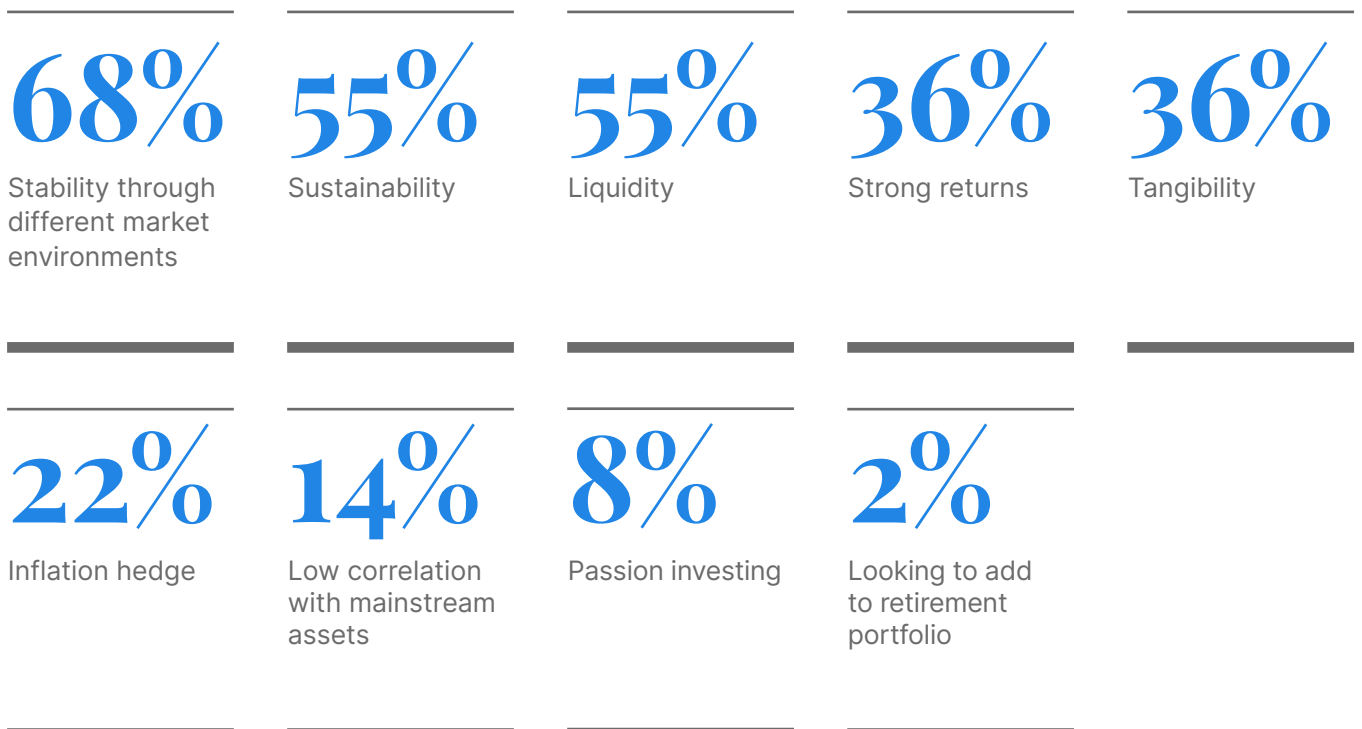 68%
Stability through
different market
environments
55%
Sustainability
55%
Liquidity
36%
Strong returns
36%
Tangibility
22%
Inflation hedge
14%
Low correlation
with mainstream
assets
8%
Passion investing
2%
Looking to add
to retirement
portfolio